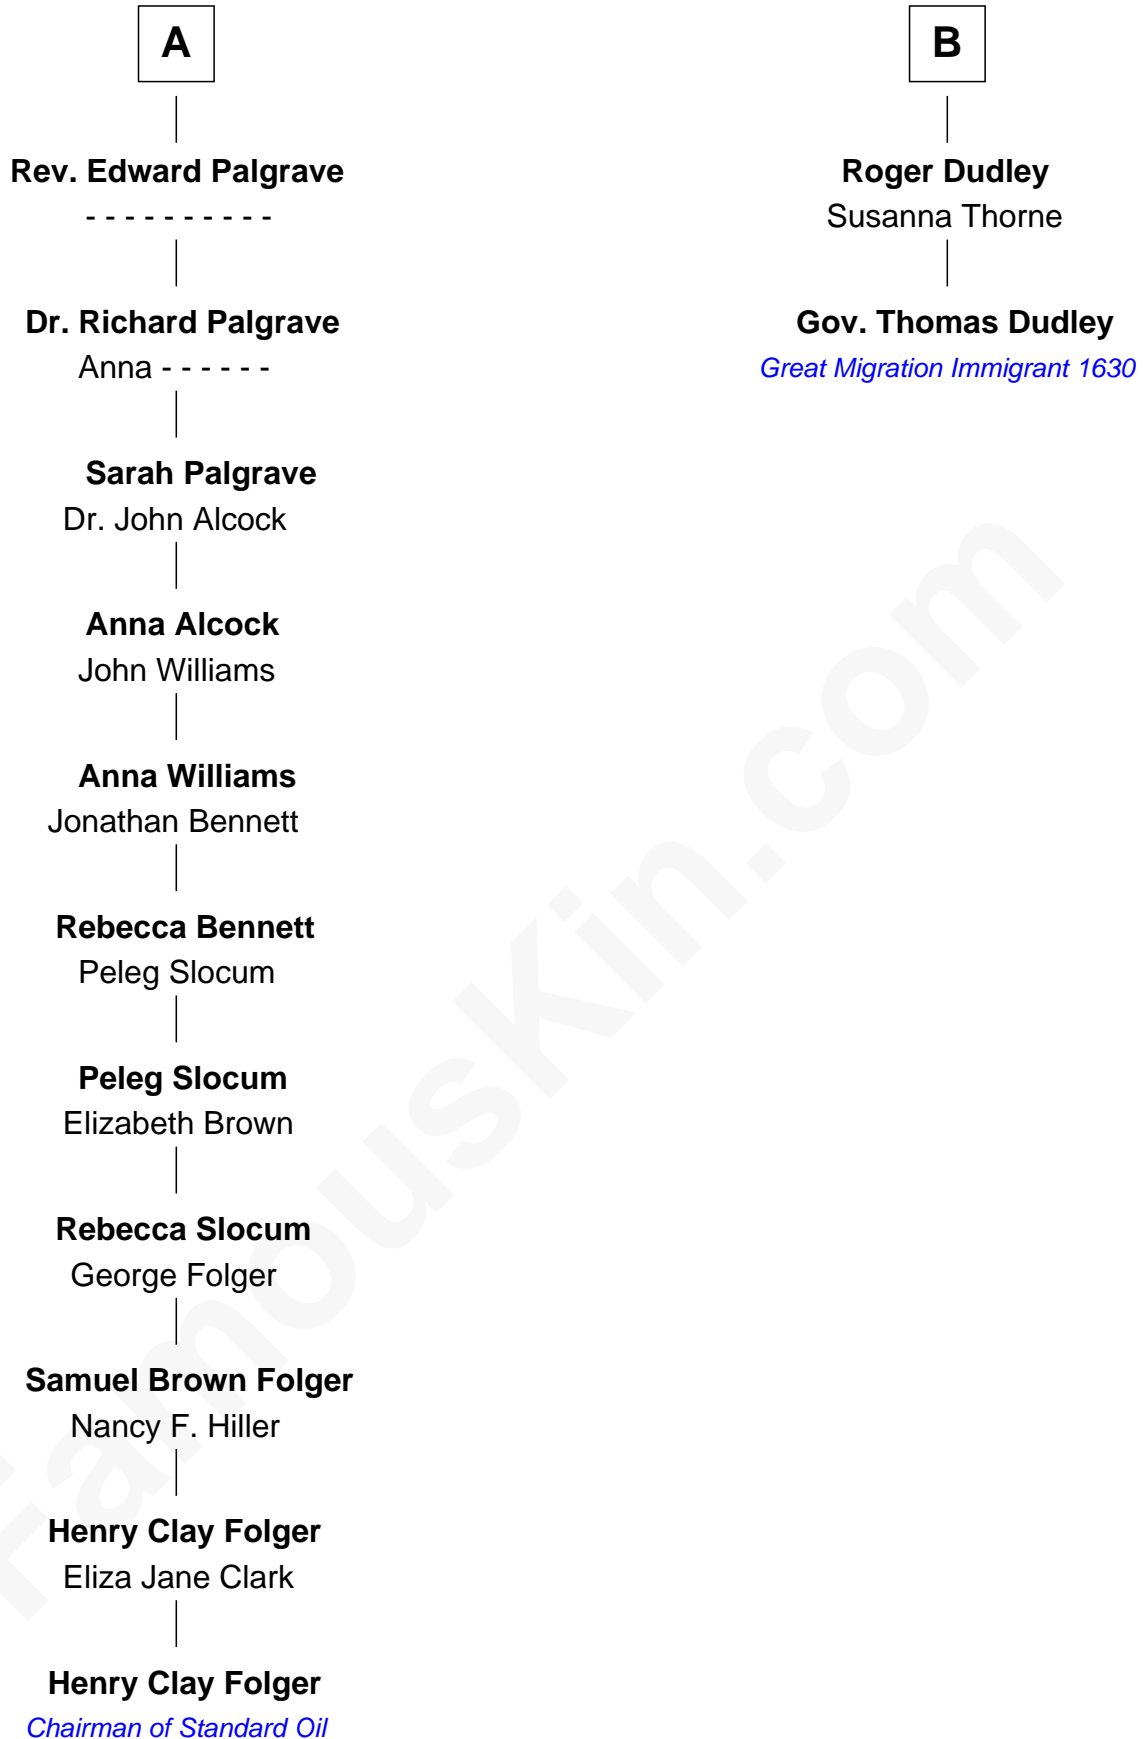 A
Rev. Edward Palgrave
- - - - - - - - - -
Dr. Richard Palgrave
Anna - - - - - -
Sarah Palgrave
Dr. John Alcock
Anna Alcock
John Williams
Anna Williams
Jonathan Bennett
Rebecca Bennett
Peleg Slocum
Peleg Slocum
Elizabeth Brown
Rebecca Slocum
George Folger
Samuel Brown Folger
Nancy F. Hiller
Henry Clay Folger
Eliza Jane Clark
Henry Clay Folger
Chairman of Standard Oil
B
Roger Dudley
Susanna Thorne
Gov. Thomas Dudley
Great Migration Immigrant 1630
FamousKin.com